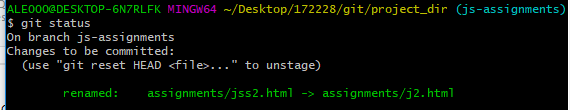 ALEOOO@DESKTOP-6N7RLFK MINGW64 ~/Desktop/172228/git/project_dir (js-assignments)
$ git status
On branch js-assignments
Changes to be committed:
(use "git reset HEAD <file>..." to unstage)
renamed: assignments/jss2.html -> assignments/j2.html